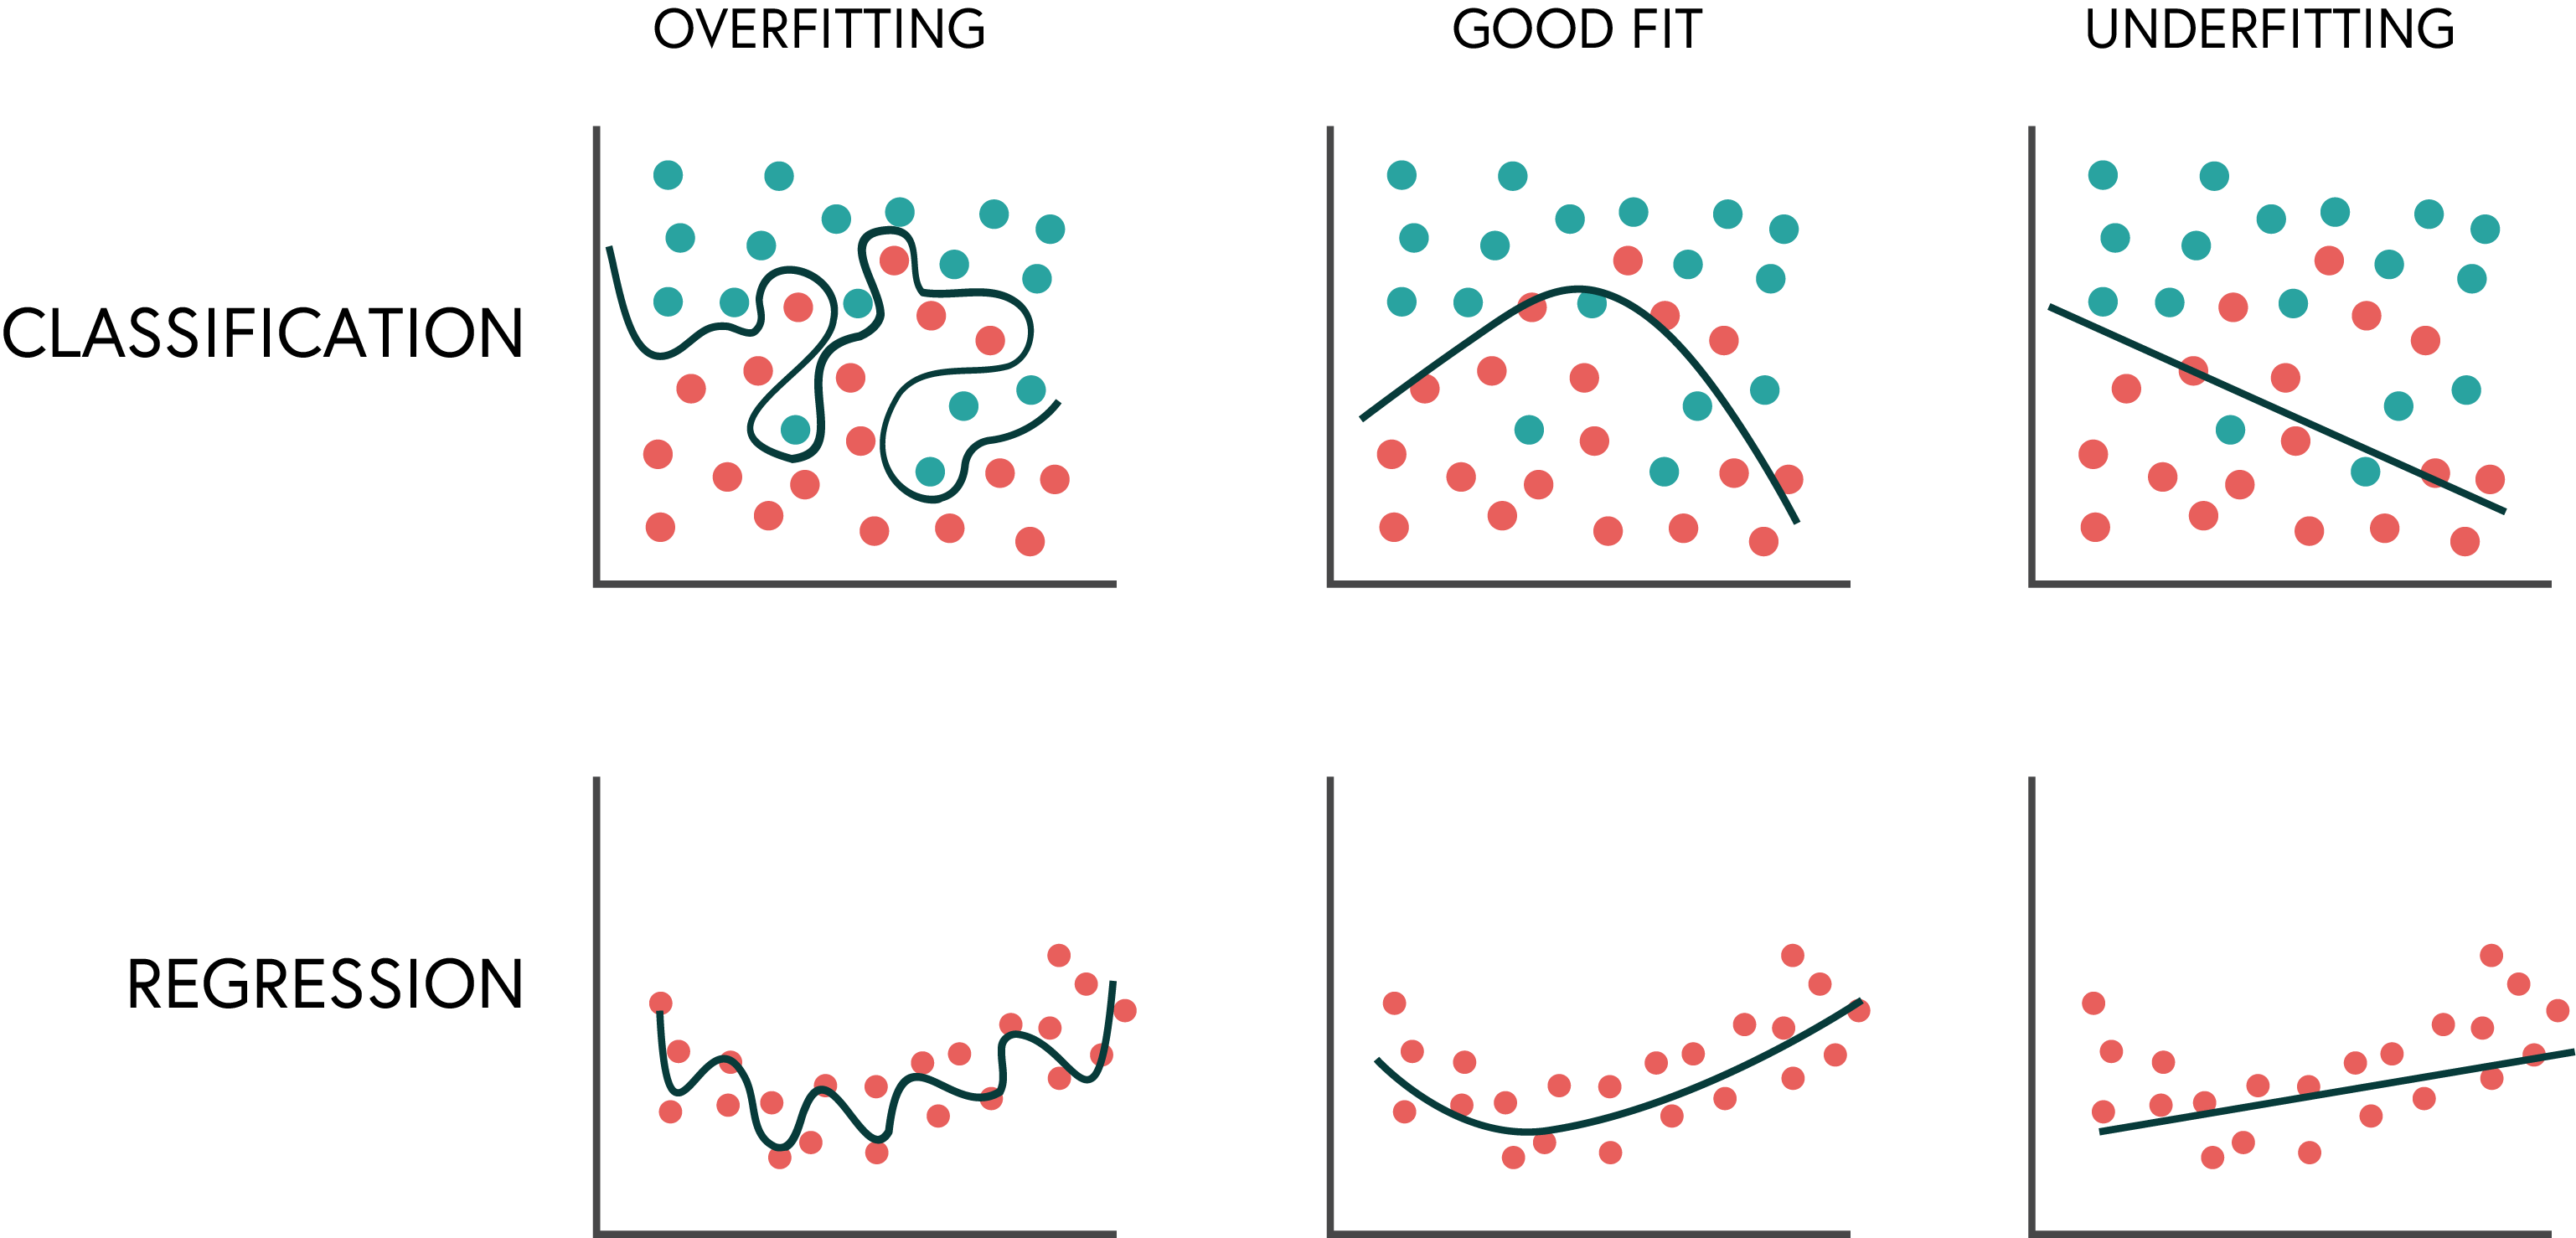 OVERFITTING
GOOD FIT
UNDERFITTING
CLASSIFICATION
REGRESSION